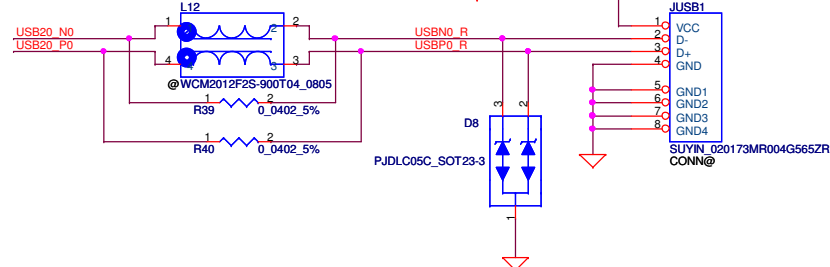 L12
JUSB1
USB20_N0
1
2
USBN0_R
1
VCC
USB20_P0
2
USBP0_R
2
D-
3
D+
4
3
3
4
GND
@WCM2012F2S-900T04_0805
5
GND1
R39
1
2
0_0402_5%
3
2
6
GND2
7
GND3
D8
8
GND4
R40
1
2
0_0402_5%
SUYIN_020173MR004G565ZR
PJDLC05C_SOT23-3
CONN@
1